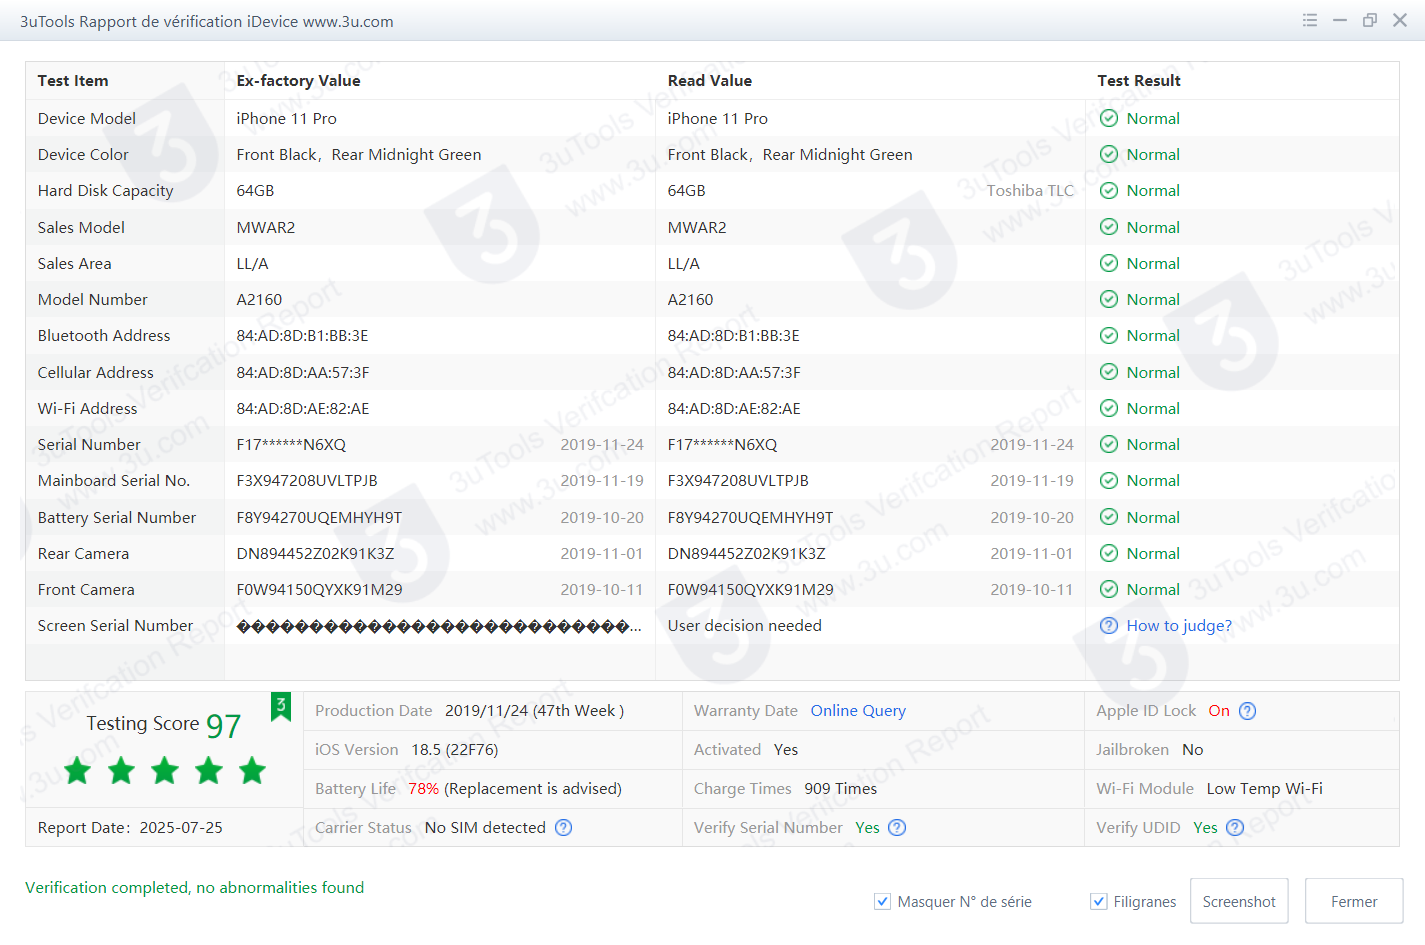 3uTools Rapport de vérification iDevice www.3u.com
Test Item Ex-factory Value Read Value Test Result
Device Model iPhone 11 Pro iPhone 11 Pro Normal
Device Color Front Black，Rear Midnight Green Front Black，Rear Midnight Green Normal
Hard Disk Capacity 64GB 64GB Toshiba TLC Normal
Sales Model MWAR2 MWAR2 Normal
Sales Area LL/A LL/A Normal
Model Number A2160 A2160 Normal
Bluetooth Address 84:AD:8D:B1:BB:3E 84:AD:8D:B1:BB:3E Normal
Cellular Address 84:AD:8D:AA:57:3F 84:AD:8D:AA:57:3F Normal
Wi-Fi Address 84:AD:8D:AE:82:AE 84:AD:8D:AE:82:AE Normal
Serial Number F17******N6XQ 2019-11-24 F17******N6XQ 2019-11-24 Normal
Mainboard Serial No. F3X947208UVLTPJB 2019-11-19 F3X947208UVLTPJB 2019-11-19 Normal
Battery Serial Number F8Y94270UQEMHYH9T 2019-10-20 F8Y94270UQEMHYH9T 2019-10-20 Normal
Rear Camera DN894452Z02K91K3Z 2019-11-01 DN894452Z02K91K3Z 2019-11-01 Normal
Front Camera F0W94150QYXK91M29 2019-10-11 F0W94150QYXK91M29 2019-10-11 Normal
Screen Serial Number ���������������������������... User decision needed How to judge?
Testing Score 97
Production Date 2019/11/24 (47th Week ) Warranty Date Online Query Apple ID Lock On
iOS Version 18.5 (22F76) Activated Yes Jailbroken No
Battery Life 78% (Replacement is advised) Charge Times 909 Times Wi-Fi Module Low Temp Wi-Fi
Report Date：2025-07-25 Carrier Status No SIM detected Verify Serial Number Yes Verify UDID Yes
Verification completed, no abnormalities found
Masquer N° de série Filigranes Screenshot Fermer
3uTools Verifcation Report
www.3u.com